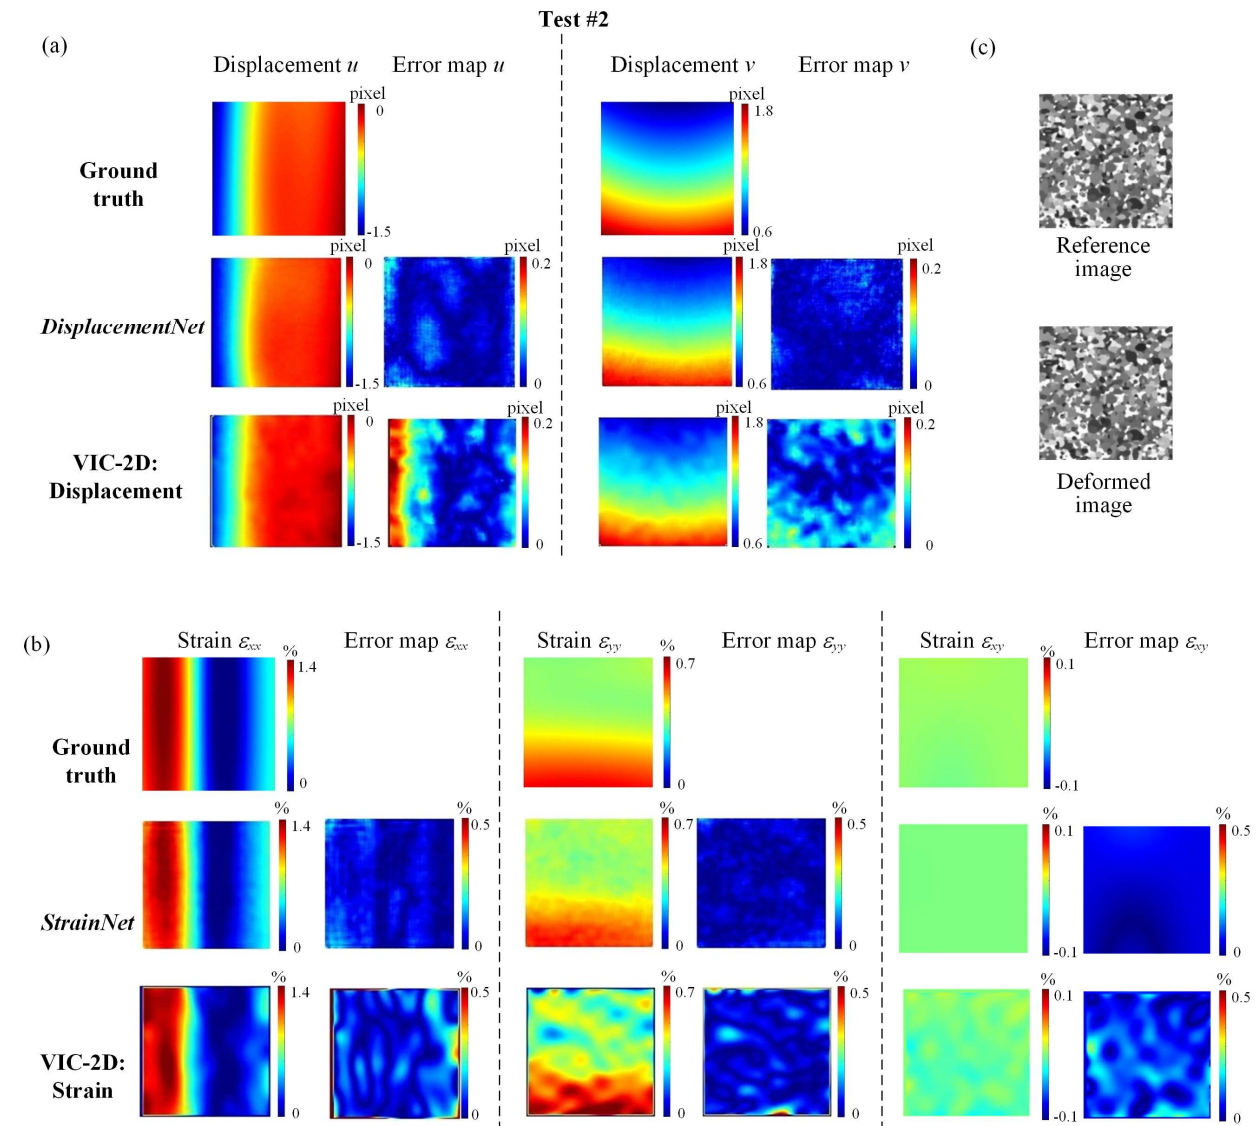 Test #2
(a)
(c)
Displacement u
Error map u
Displacement v
Error map v
pixel
0
-1.5
pixel
1.8
0.6
Ground
truth
Reference
image
pixel
0
-1.5
pixel
0.2
0
pixel
1.8
0.6
pixel
0.2
0
DisplacementNet
pixel
0
-1.5
pixel
0.2
0
pixel
1.8
0.6
pixel
0.2
0
VIC-2D:
Displacement
Deformed
image
(b)
Strain εxx
Error map εxx
Strain εyy
Error map εyy
Strain εxy
Error map εxy
%
1.4
0
%
0.7
0
%
0.1
-0.1
Ground
truth
%
1.4
0
%
0.5
0
%
0.7
0
%
0.5
0
%
0.1
-0.1
%
0.5
0
StrainNet
%
1.4
0
%
0.5
0
%
0.7
0
%
0.5
0
%
0.1
-0.1
%
0.5
0
VIC-2D:
Strain